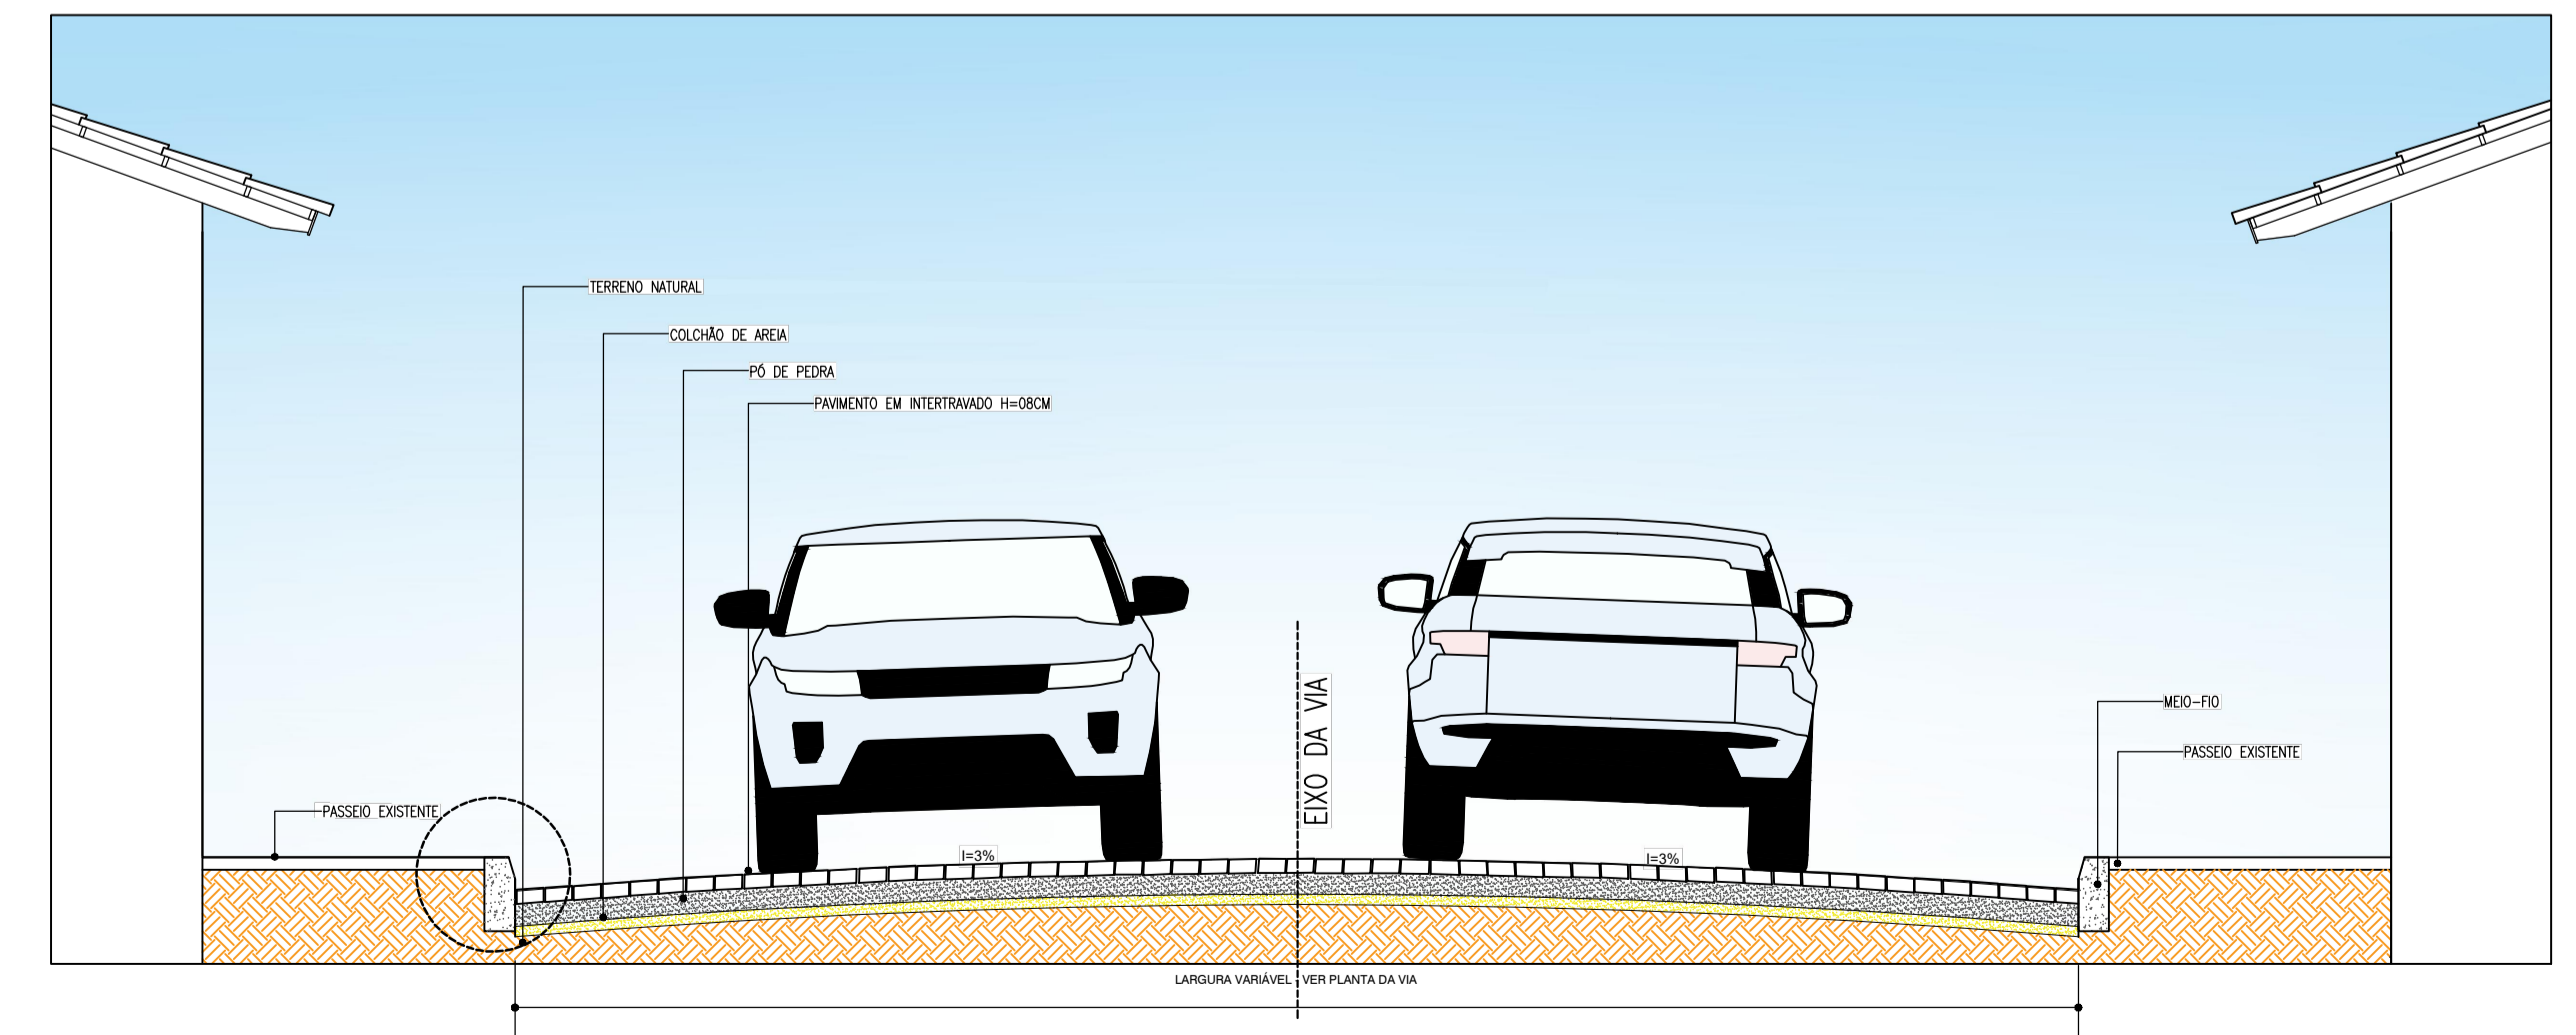 TERRENO NATURAL
COLCHÃO DE AREIA
PÓ DE PEDRA
PAVIMENTO EM INTERTRAVADO H=08CM
EIXO DA VIA
MEIO-FIO
PASSEIO EXISTENTE
PASSEIO EXISTENTE
I=3%
I=3%
LARGURA VARIÁVEL - VER PLANTA DA VIA